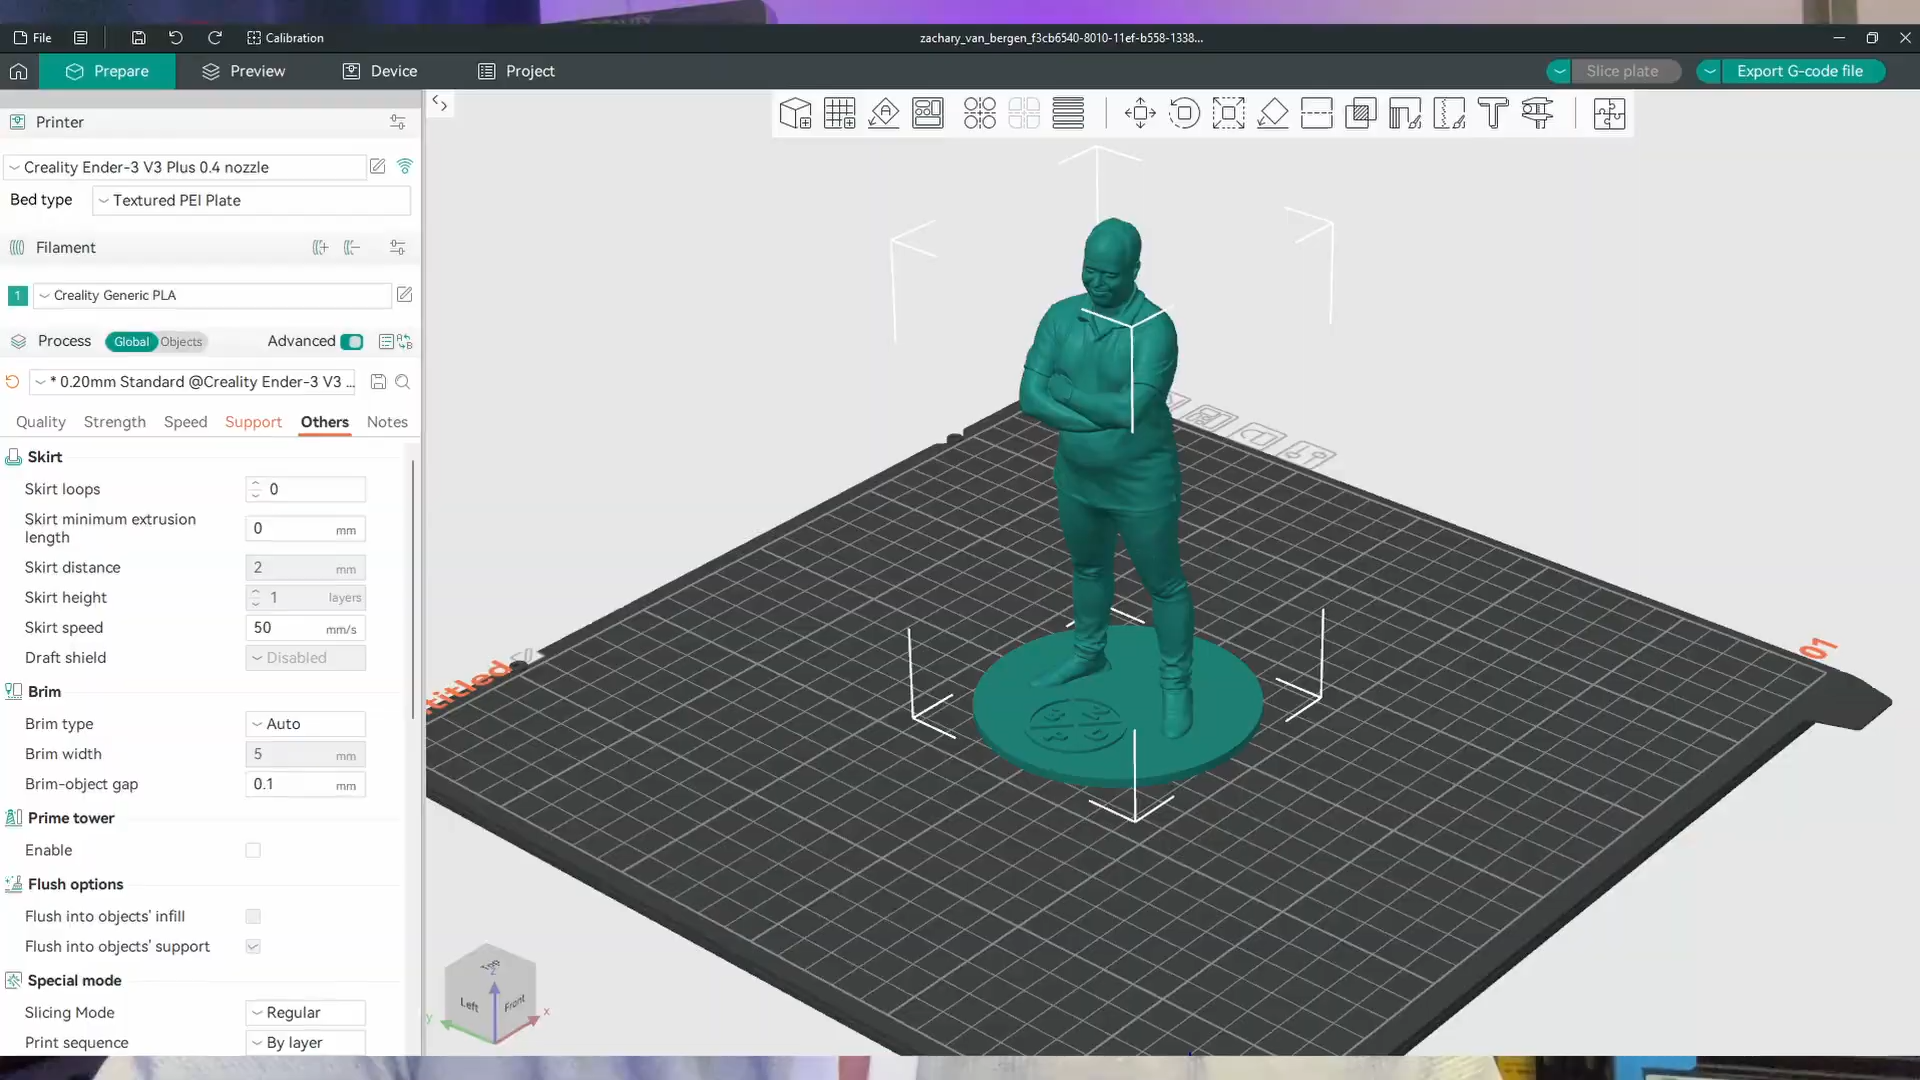 File
Calibration
zachary_van_bergen_f3cb6540-8010-11ef-b558-1338...
Prepare
Preview
Device
Project
Slice plate
Export G-code file
Printer
Creality Ender-3 V3 Plus 0.4 nozzle
Bed type
Textured PEI Plate
Filament
1
Creality Generic PLA
Process
Global
Objects
Advanced
* 0.20mm Standard @Creality Ender-3 V3 ...
Quality
Strength
Speed
Support
Others
Notes
Skirt
Skirt loops
0
Skirt minimum extrusion
length
0 mm
Skirt distance
2 mm
Skirt height
1 layers
Skirt speed
50 mm/s
Draft shield
Disabled
Brim
Brim type
Auto
Brim width
5 mm
Brim-object gap
0.1 mm
Prime tower
Enable
Flush options
Flush into objects' infill
Flush into objects' support
Special mode
Slicing Mode
Regular
Print sequence
By layer
titled
01
Top
Left
Front
z
y
x